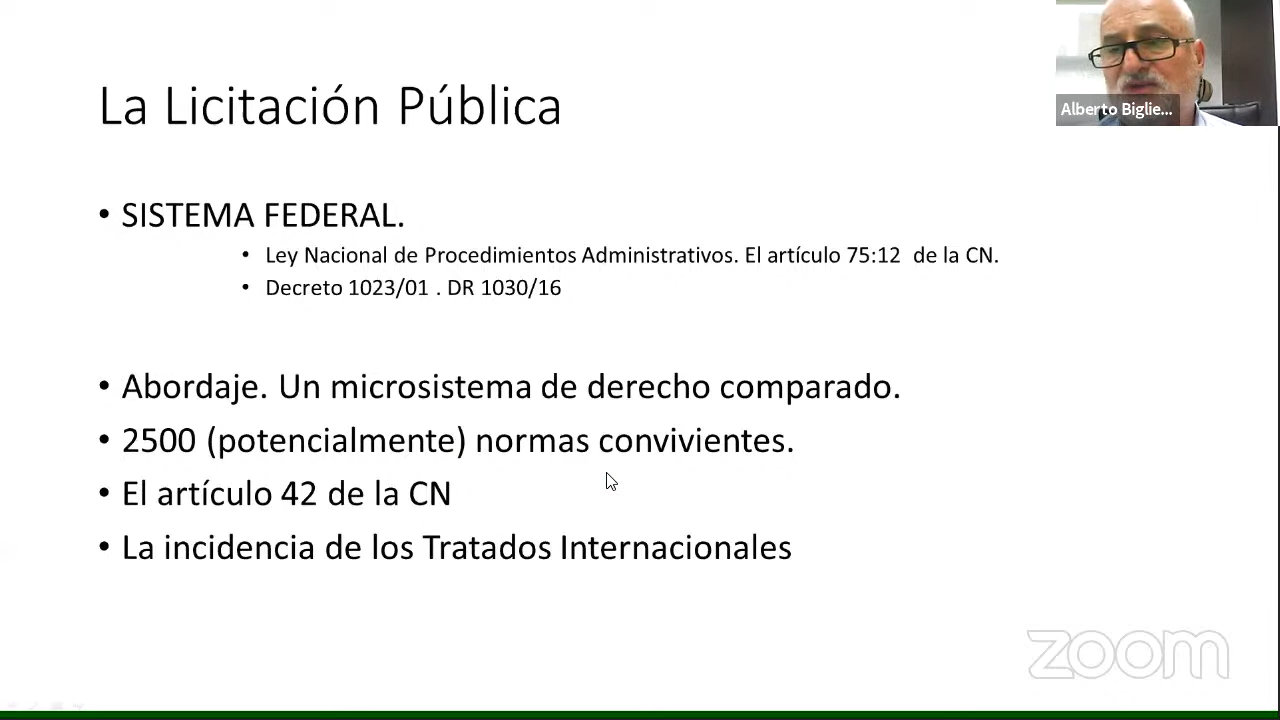 La Licitación Pública
Alberto Biglie...
• SISTEMA FEDERAL.
• Ley Nacional de Procedimientos Administrativos. El artículo 75:12 de la CN.
• Decreto 1023/01 . DR 1030/16
• Abordaje. Un microsistema de derecho comparado.
• 2500 (potencialmente) normas convivientes.
• El artículo 42 de la CN
• La incidencia de los Tratados Internacionales
zoom